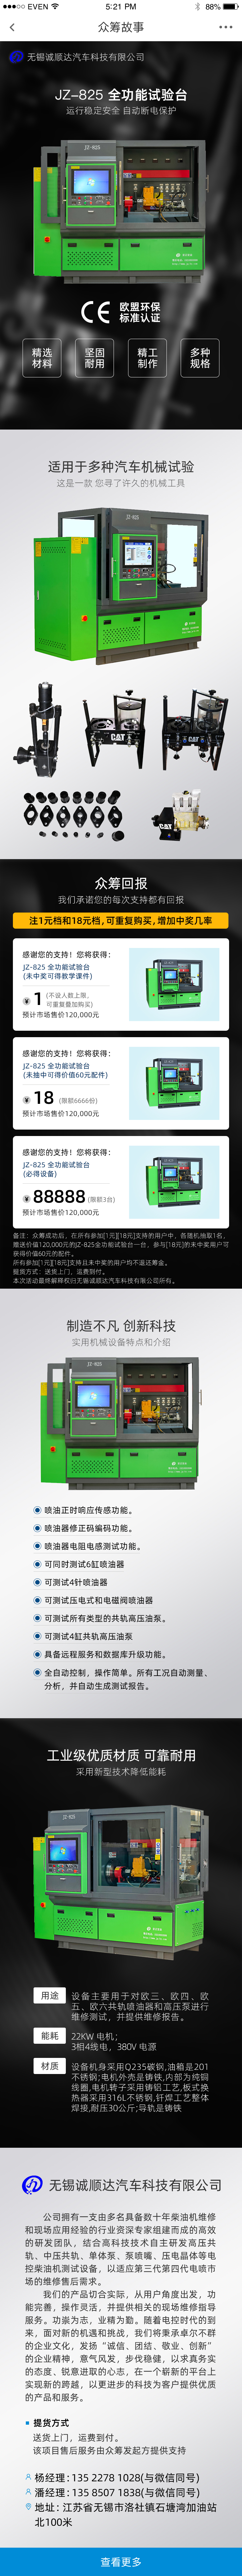 EVEN 5:21 PM 88%
众筹故事
无锡诚顺达汽车科技有限公司
JZ-825 全功能试验台
运行稳定安全 自动断电保护
JZ-825
CE 欧盟环保
标准认证
精选
材料
坚固
耐用
精工
制作
多种
规格
适用于多种汽车机械试验
这是一款 您寻了许久的机械工具
JZ-825
CAT
CAT
CAT
众筹回报
我们承诺您的每次支持都有回报
注1元档和18元档,可重复购买,增加中奖几率
感谢您的支持！您将获得:
JZ-825 全功能试验台
(未中奖可得教学课件)
¥ 1 (不设人数上限,
可重复叠加购买)
预计市场售价120,000元
感谢您的支持！您将获得:
JZ-825 全功能试验台
(未抽中可得价值60元配件)
¥ 18 (限额6666份)
预计市场售价120,000元
感谢您的支持！您将获得:
JZ-825 全功能试验台
(必得设备)
¥ 88888 (限额3台)
预计市场售价120,000元
备注：众筹成功后，在所有参加[1元][18元]支持的用户中，各随机抽取1名，
赠送价值120,000元的JZ-825全功能试验台一台，参与[18元]的未中奖用户可
获得价值60元的配件。
所有参加[1元][18元]支持且未中奖的用户均不退还筹金。
提货方式：送货上门，运费到付。
本次活动最终解释权归无锡诚顺达汽车科技有限公司所有。
制造不凡 创新科技
实用机械设备特点和介绍
JZ-825
喷油正时响应传感功能。
喷油器修正码编码功能。
喷油器电阻电感测试功能。
可同时测试6缸喷油器
可测试4针喷油器
可测试压电式和电磁阀喷油器
可测试所有类型的共轨高压油泵。
可测试4缸共轨高压油泵
具备远程服务和数据库升级功能。
全自动控制，操作简单。所有工况自动测量、
分析，并自动生成测试报告。
工业级优质材质 可靠耐用
采用新型技术降低能耗
JZ-825
用途 设备主要用于对欧三、欧四、欧
五、欧六共轨喷油器和高压泵进行
维修测试，并提供维修报告。
能耗 22KW 电机；
3相4线电，380V 电源
材质 设备机身采用Q235碳钢,油箱是201
不锈钢;电机外壳是铸铁,内部为纯铜
线圈,电机转子采用铸铝工艺,板式换
热器采用316L不锈钢,钎焊工艺整体
焊接,耐压30公斤;导轨是铸铁
无锡诚顺达汽车科技有限公司
公司拥有一支由多名具备数十年柴油机维修
和现场应用经验的行业资深专家组建而成的高效
的研发团队，结合高科技技术自主研发高压共
轨、中压共轨、单体泵、泵喷嘴、压电晶体等电
控柴油机测试设备，以适应第三代第四代电喷市
场的维修售后需求。
我们的产品切合实际，从用户角度出发，功
能完善，操作灵活，并提供相关的现场维修指导
服务。功崇为志，业精为勤。随着电控时代的到
来，面对新的机遇和挑战，我们将秉承卓尔不群
的企业文化，发扬“诚信、团结、敬业、创新”
的企业精神，意气风发，步伐稳健，以求真务实
的态度、锐意进取的心志，在一个崭新的平台上
实现新的跨越，以更进步的科技为客户提供优质
的产品和服务。
提货方式
送货上门，运费到付。
该项目售后服务由众筹发起方提供支持
杨经理:135 2278 1028(与微信同号)
潘经理:135 8507 1838(与微信同号)
地址: 江苏省无锡市洛社镇石塘湾加油站
北100米
查看更多